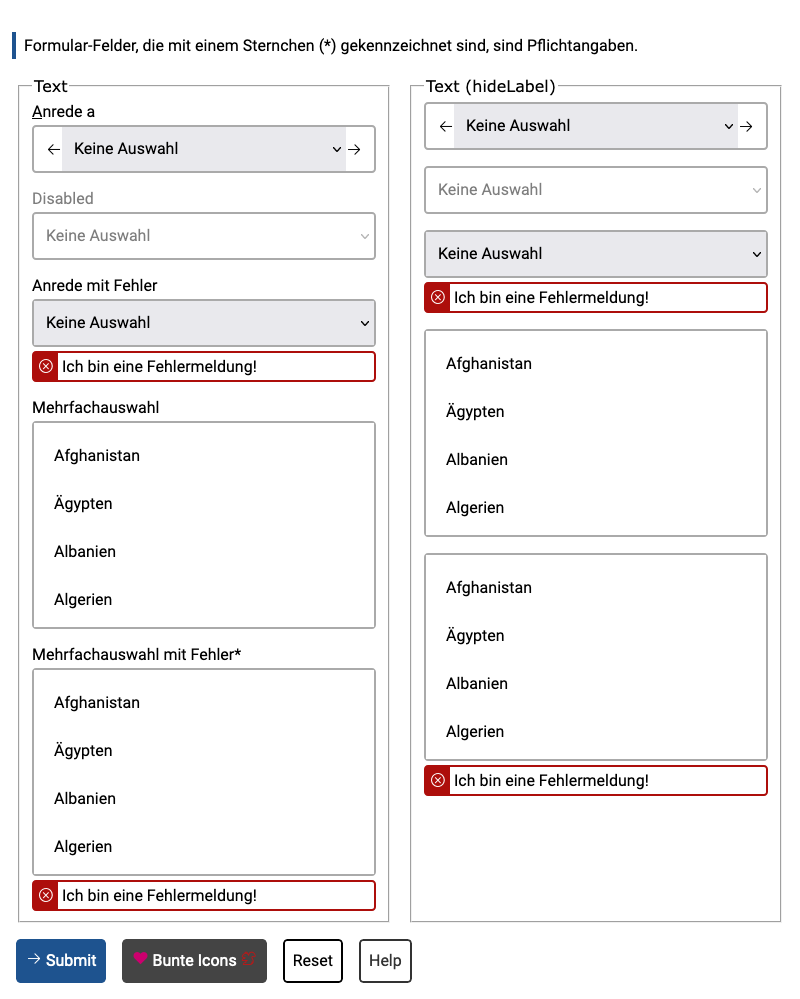 Formular-Felder, die mit einem Sternchen (*) gekennzeichnet sind, sind Pflichtangaben.
Text
Anrede a
Keine Auswahl
Disabled
Keine Auswahl
Anrede mit Fehler
Keine Auswahl
Ich bin eine Fehlermeldung!
Mehrfachauswahl
Afghanistan
Ägypten
Albanien
Algerien
Mehrfachauswahl mit Fehler*
Afghanistan
Ägypten
Albanien
Algerien
Ich bin eine Fehlermeldung!
Text (hideLabel)
Keine Auswahl
Keine Auswahl
Keine Auswahl
Ich bin eine Fehlermeldung!
Afghanistan
Ägypten
Albanien
Algerien
Afghanistan
Ägypten
Albanien
Algerien
Ich bin eine Fehlermeldung!
Submit
Bunte Icons
Reset
Help